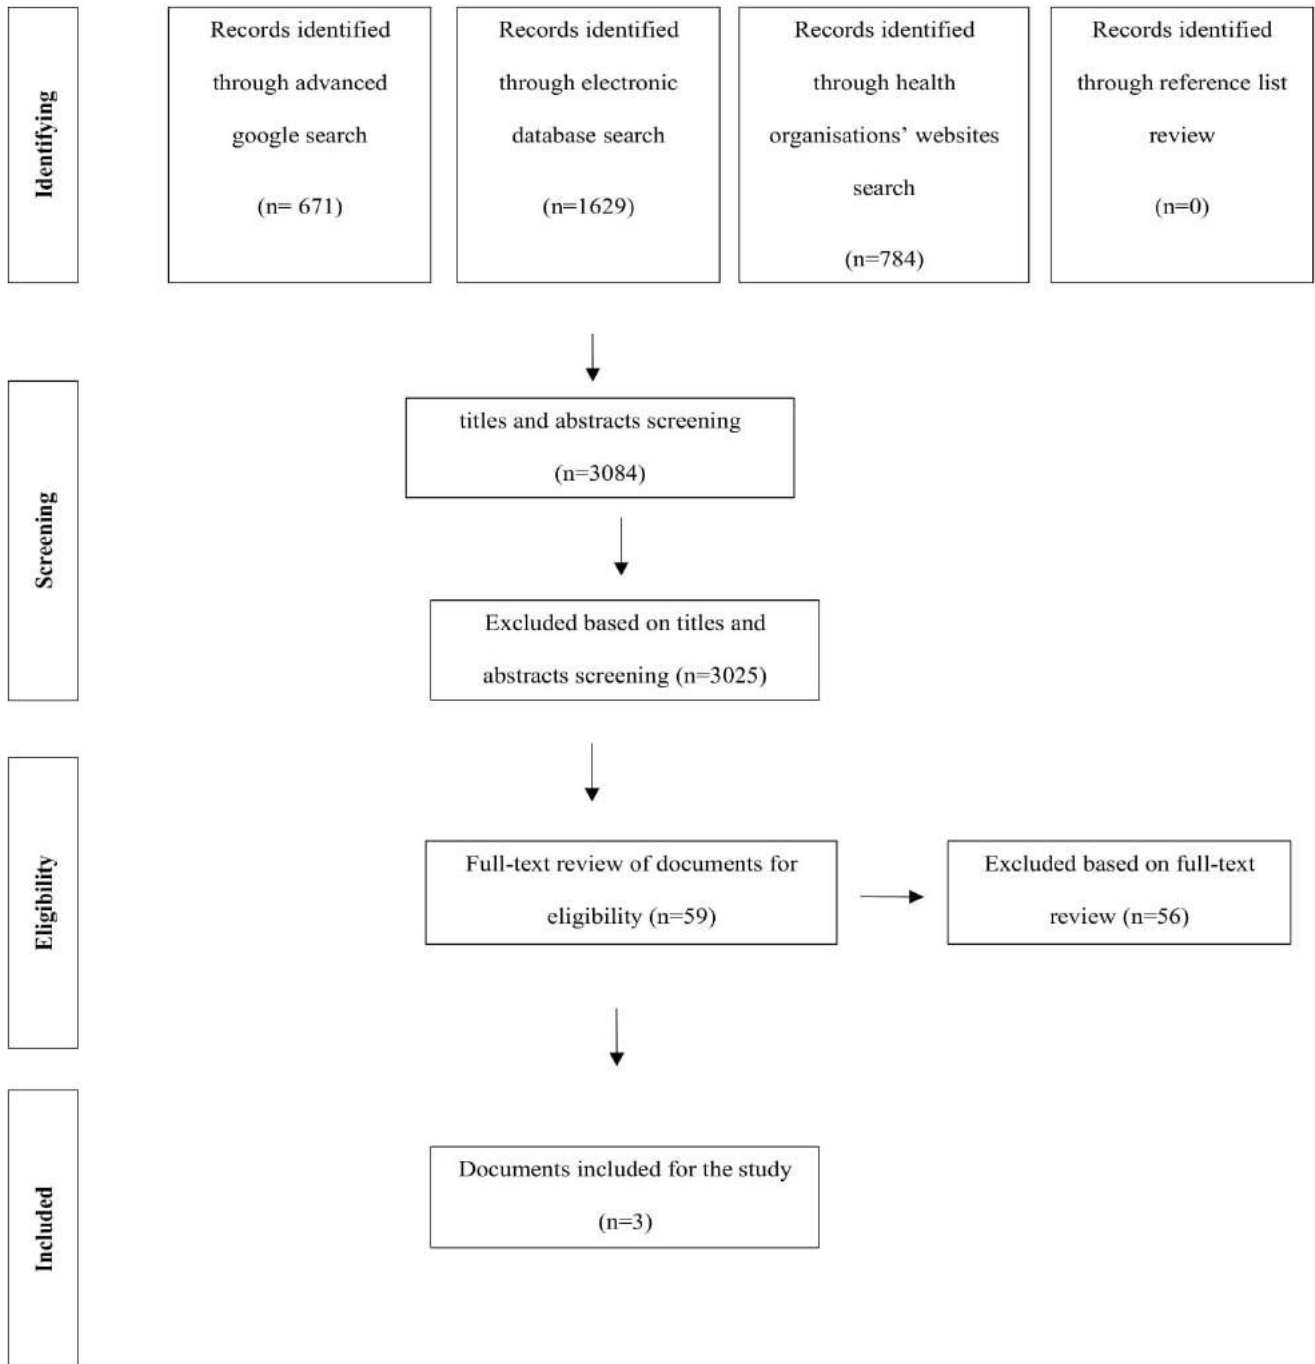 Identifying
Records identified
through advanced
google search
(n= 671)
Records identified
through electronic
database search
(n=1629)
Records identified
through health
organisations’ websites
search
(n=784)
Records identified
through reference list
review
(n=0)
Screening
titles and abstracts screening
(n=3084)
Excluded based on titles and
abstracts screening (n=3025)
Eligibility
Full-text review of documents for
eligibility (n=59)
Excluded based on full-text
review (n=56)
Included
Documents included for the study
(n=3)